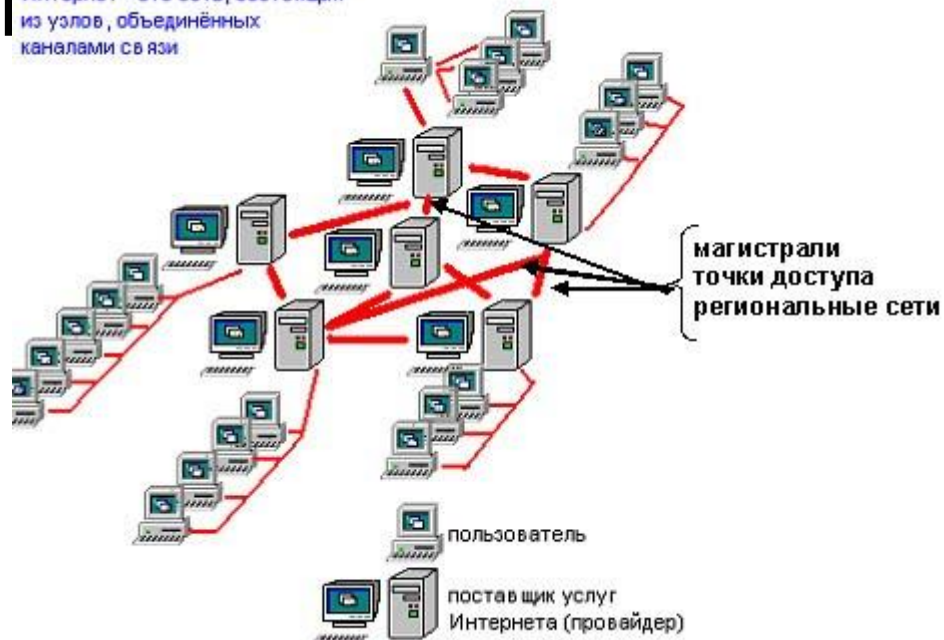 из узлов, объединённых
каналами связи
магистрали
точки доступа
региональные сети
пользователь
поставщик услуг
Интернета (провайдер)